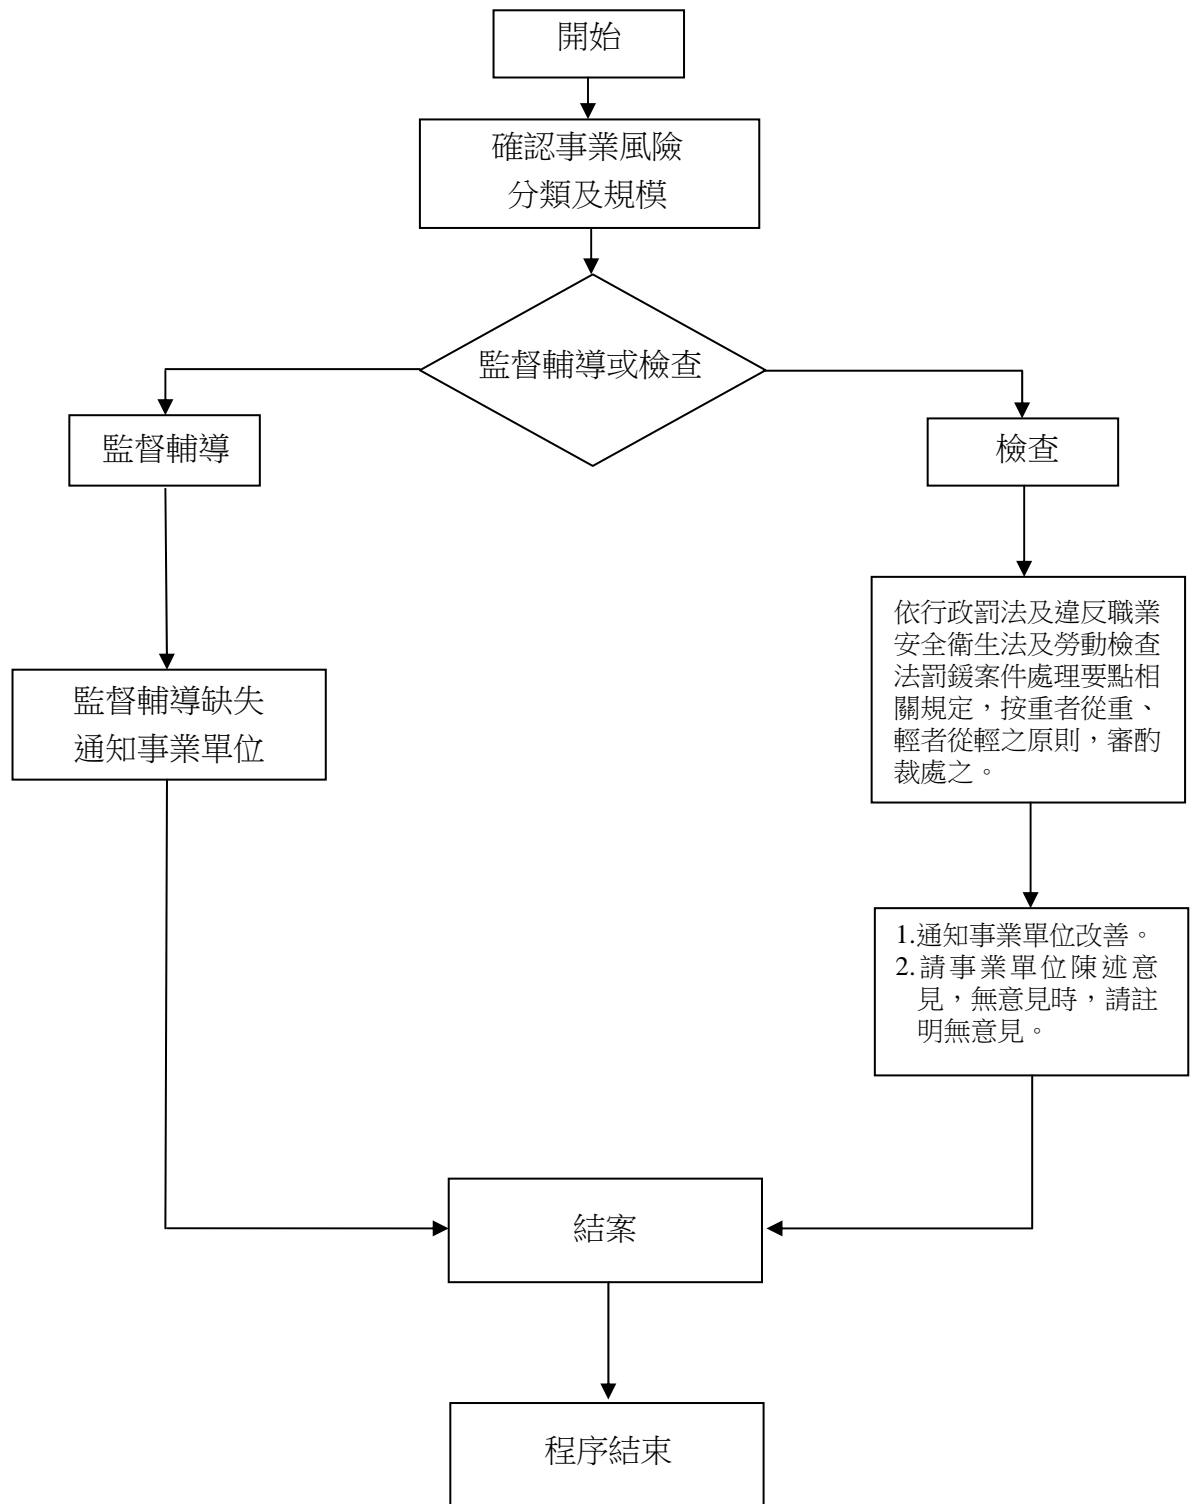 開始
確認事業風險
分類及規模
監督輔導或檢查
監督輔導
檢查
監督輔導缺失
通知事業單位
依行政罰法及違反職業
安全衛生法及勞動檢查
法罰鍰案件處理要點相
關規定，按重者從重、
輕者從輕之原則，審酌
裁處之。
1.通知事業單位改善。
2.請事業單位陳述意
見，無意見時，請註
明無意見。
結案
程序結束